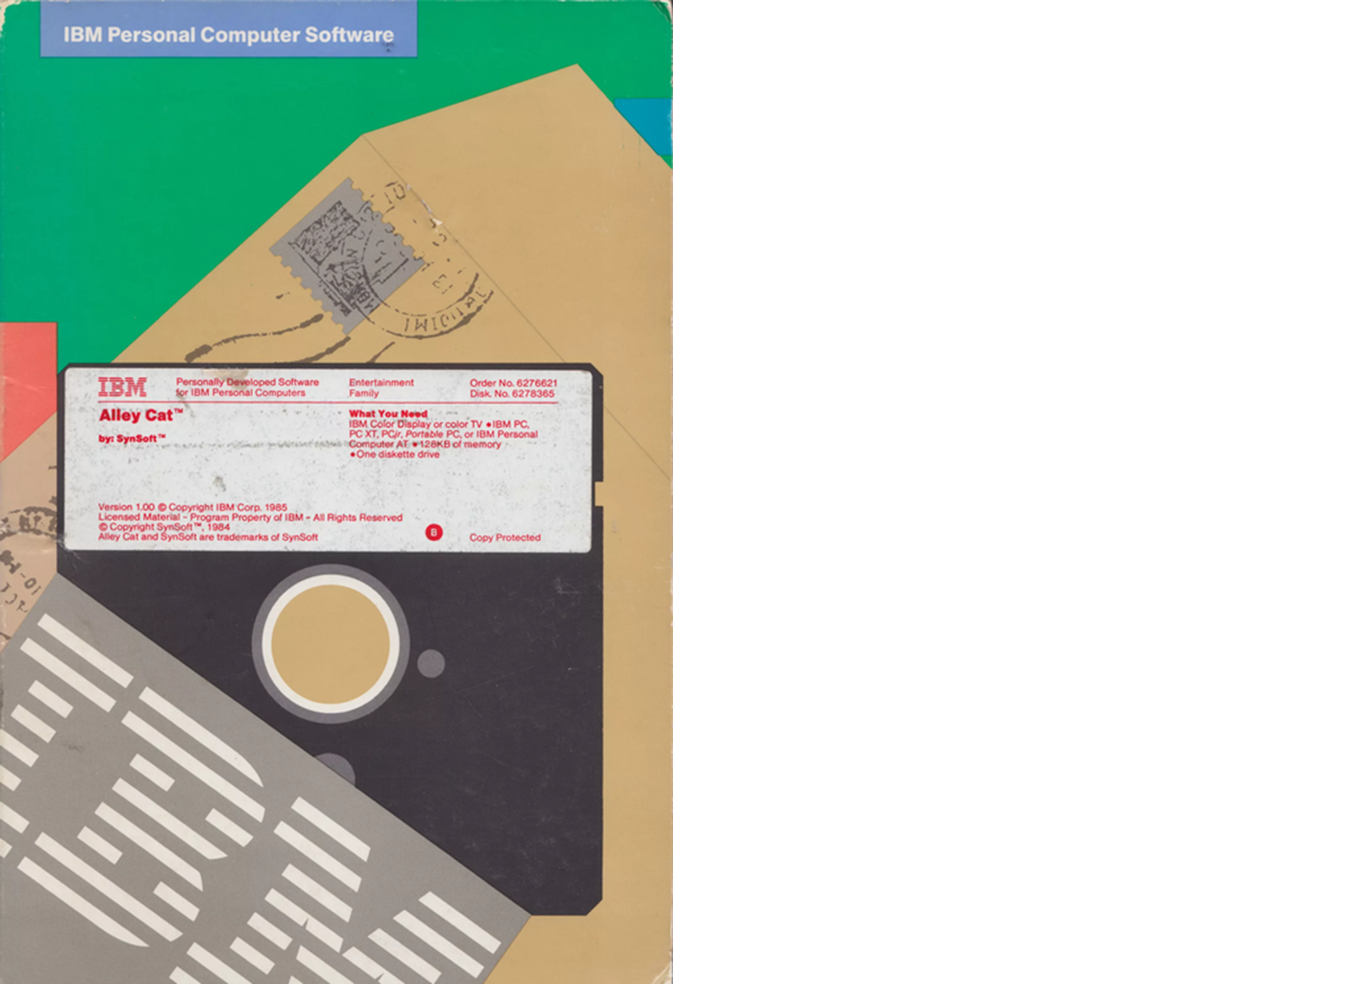 IBM Personal Computer Software
IBM
Personally Developed Software
for IBM Personal Computers
Entertainment
Family
Order No. 6276621
Disk. No. 6278365
Alley Cat™
by: SynSoft™
What You Need
IBM Color Display or color TV •IBM PC,
PC XT, PCjr, Portable PC, or IBM Personal
Computer AT •128KB of memory
•One diskette drive
Version 1.00 © Copyright IBM Corp. 1985
Licensed Material – Program Property of IBM – All Rights Reserved
© Copyright SynSoft™, 1984
Alley Cat and SynSoft are trademarks of SynSoft
B
Copy Protected
IBM